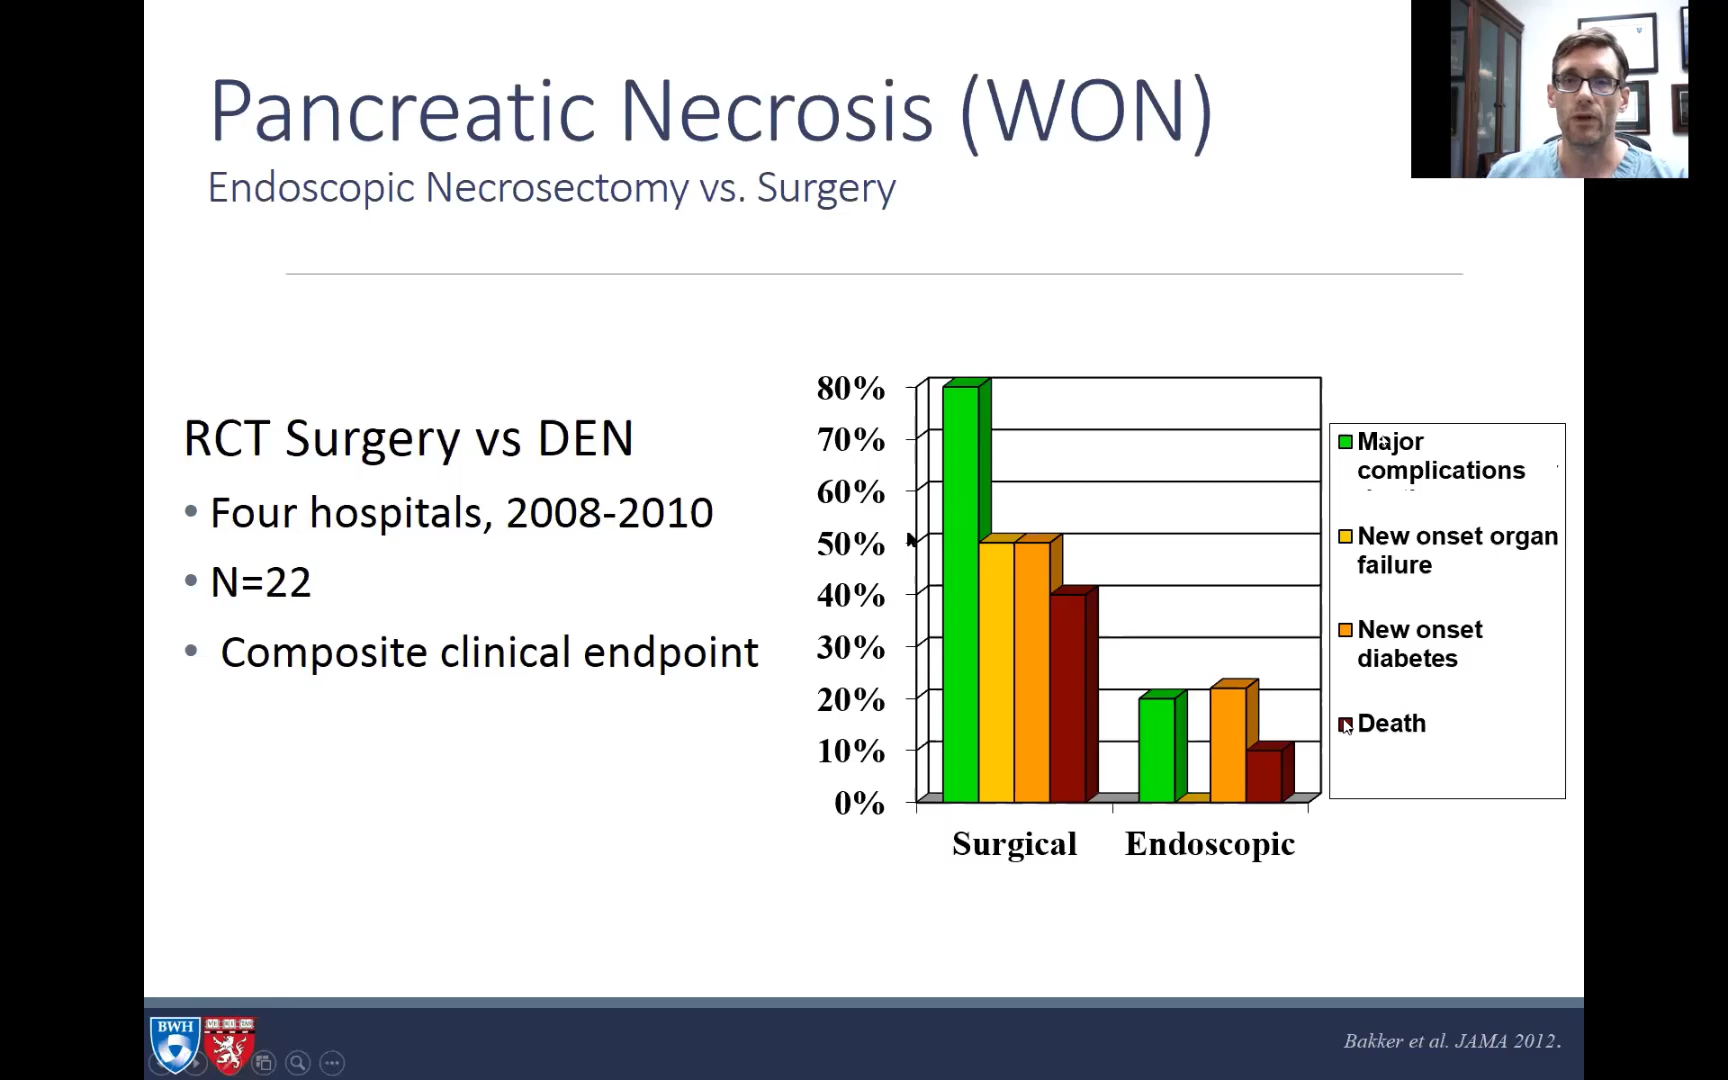 Pancreatic Necrosis (WON)
Endoscopic Necrosectomy vs. Surgery
RCT Surgery vs DEN
• Four hospitals, 2008-2010
• N=22
• Composite clinical endpoint
80%
70%
60%
50%
40%
30%
20%
10%
0%
Surgical Endoscopic
Major
complications
New onset organ
failure
New onset
diabetes
Death
BWH
Bakker et al. JAMA 2012.